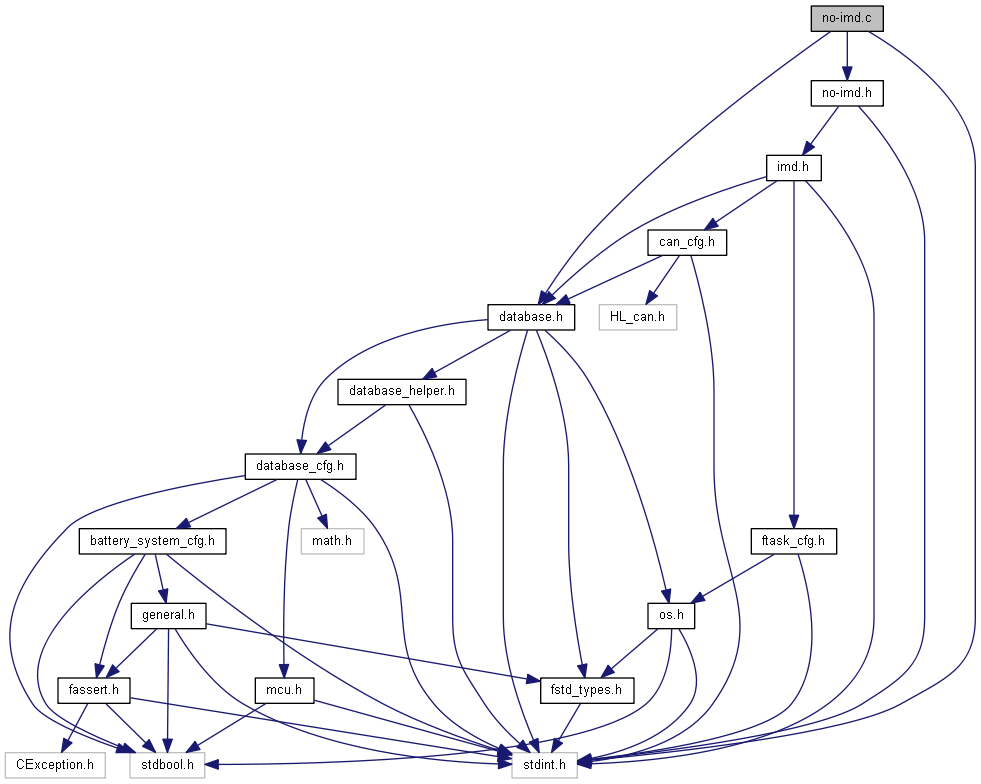 no-imd.c
no-imd.h
imd.h
can_cfg.h
database.h
HL_can.h
database_helper.h
database_cfg.h
battery_system_cfg.h
math.h
ftask_cfg.h
general.h
os.h
fassert.h
mcu.h
fstd_types.h
CException.h
stdbool.h
stdint.h